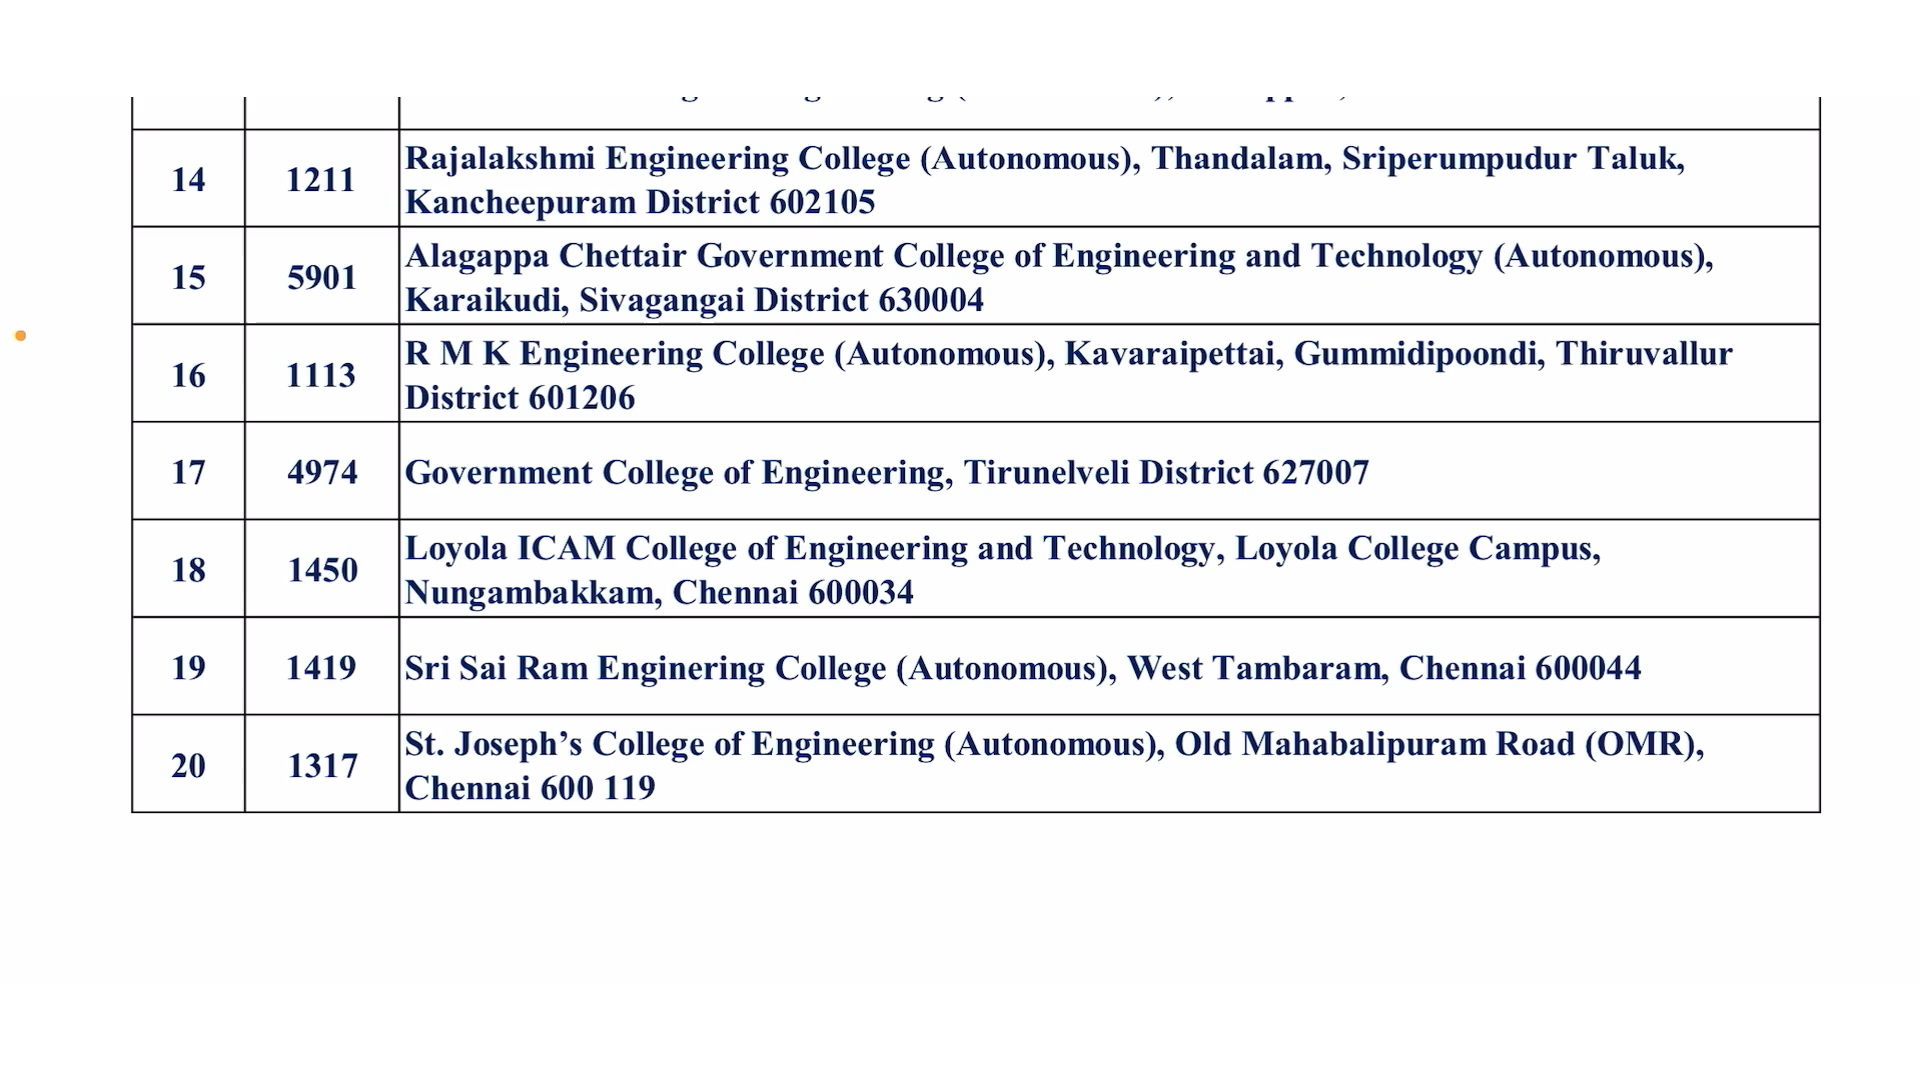 14 1211 Rajalakshmi Engineering College (Autonomous), Thandalam, Sriperumpudur Taluk,
Kancheepuram District 602105
15 5901 Alagappa Chettair Government College of Engineering and Technology (Autonomous),
Karaikudi, Sivagangai District 630004
16 1113 R M K Engineering College (Autonomous), Kavaraipettai, Gummidipoondi, Thiruvallur
District 601206
17 4974 Government College of Engineering, Tirunelveli District 627007
18 1450 Loyola ICAM College of Engineering and Technology, Loyola College Campus,
Nungambakkam, Chennai 600034
19 1419 Sri Sai Ram Enginering College (Autonomous), West Tambaram, Chennai 600044
20 1317 St. Joseph’s College of Engineering (Autonomous), Old Mahabalipuram Road (OMR),
Chennai 600 119